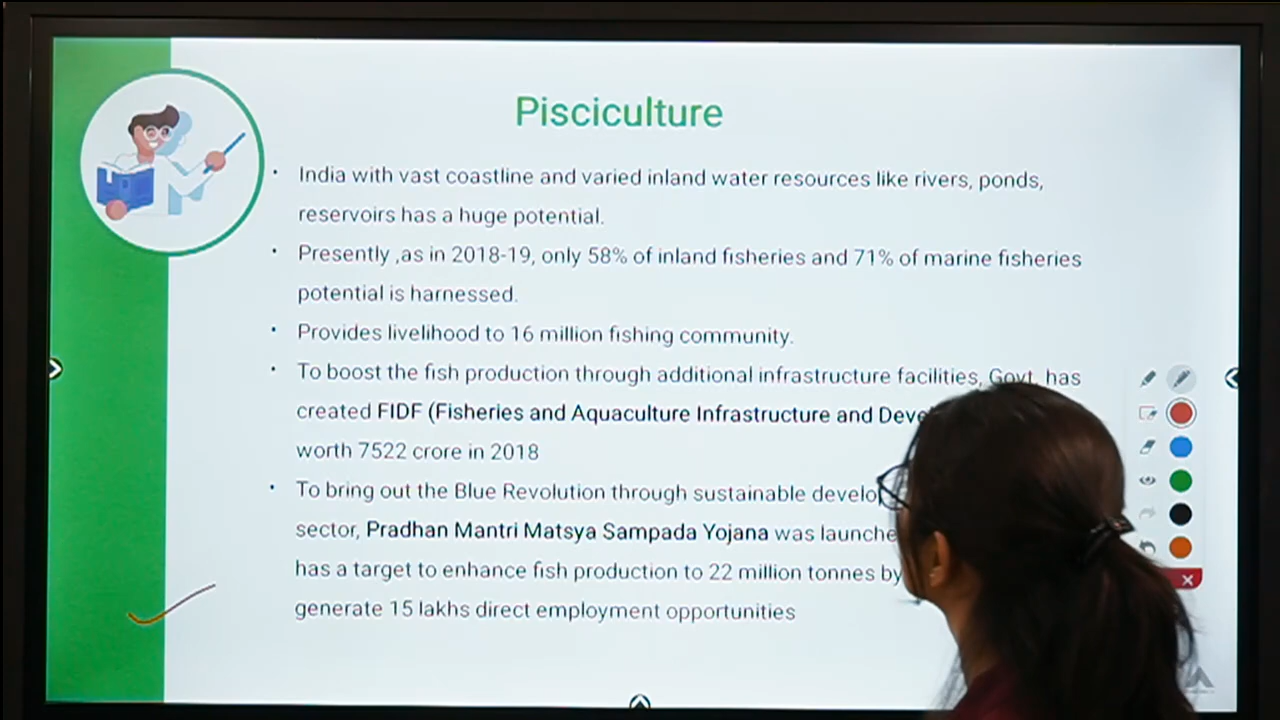 Pisciculture
• India with vast coastline and varied inland water resources like rivers, ponds,
reservoirs has a huge potential.
• Presently ,as in 2018-19, only 58% of inland fisheries and 71% of marine fisheries
potential is harnessed.
• Provides livelihood to 16 million fishing community.
• To boost the fish production through additional infrastructure facilities, Govt. has
created FIDF (Fisheries and Aquaculture Infrastructure and
worth 7522 crore in 2018
• To bring out the Blue Revolution through sustainable
sector, Pradhan Mantri Matsya Sampada Yojana was
has a target to enhance fish production to 22 million tonnes by
generate 15 lakhs direct employment opportunities